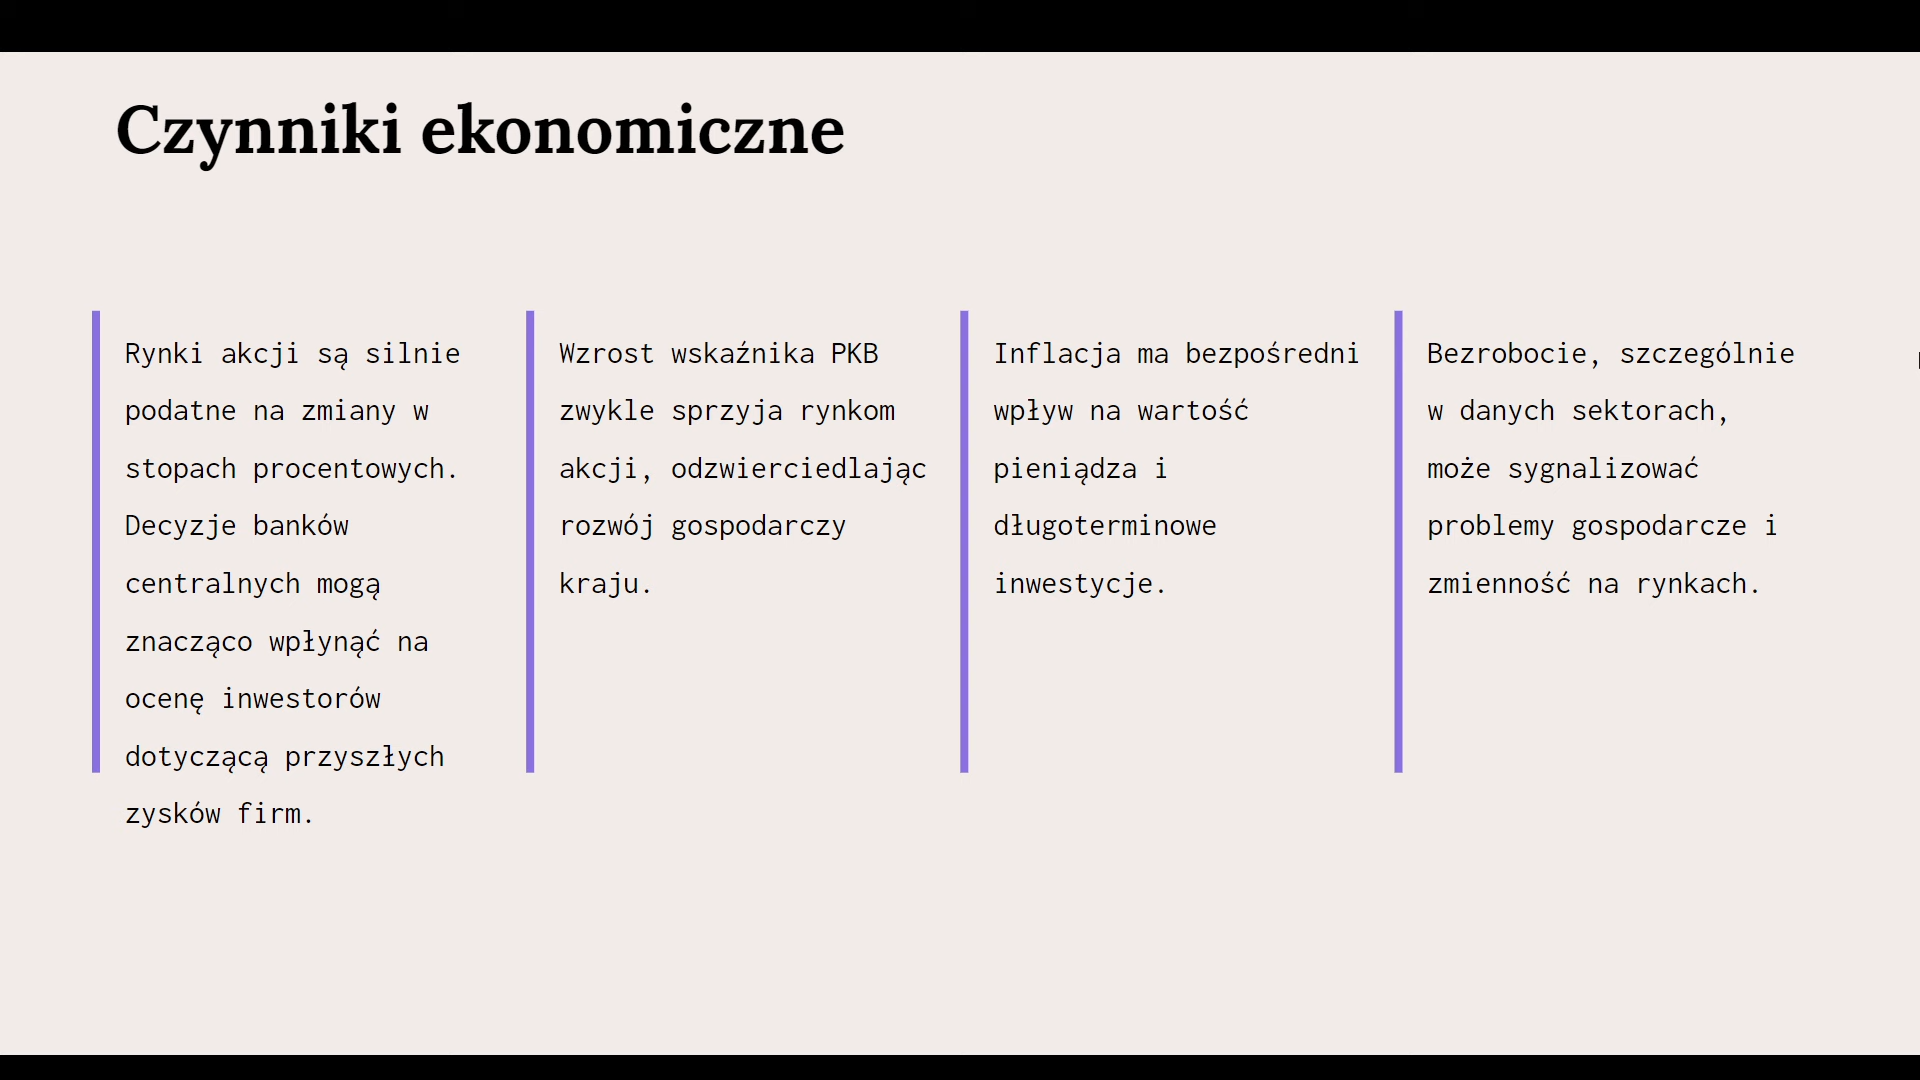 Czynniki ekonomiczne
Rynki akcji są silnie
podatne na zmiany w
stopach procentowych.
Decyzje banków
centralnych mogą
znacząco wpłynąć na
ocenę inwestorów
dotyczącą przyszłych
zysków firm.
Wzrost wskaźnika PKB
zwykle sprzyja rynkom
akcji, odzwierciedlając
rozwój gospodarczy
kraju.
Inflacja ma bezpośredni
wpływ na wartość
pieniądza i
długoterminowe
inwestycje.
Bezrobocie, szczególnie
w danych sektorach,
może sygnalizować
problemy gospodarcze i
zmienność na rynkach.